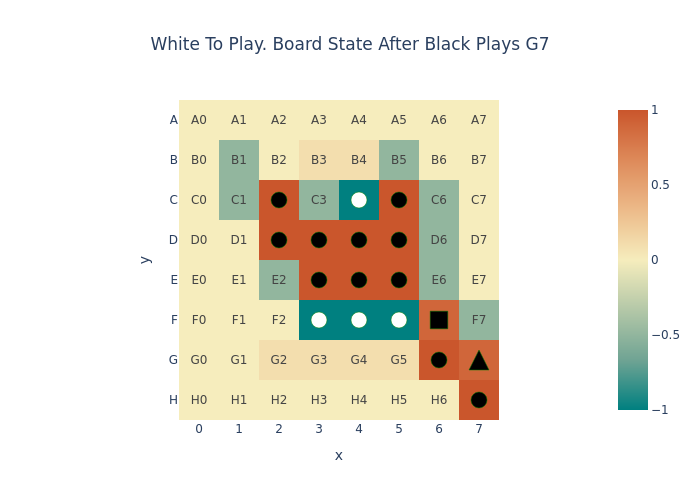 White To Play. Board State After Black Plays G7
A A0 A1 A2 A3 A4 A5 A6 A7
B B0 B1 B2 B3 B4 B5 B6 B7
C C0 C1 C3 C6 C7
D D0 D1 D6 D7
E E0 E1 E2 E6 E7
F F0 F1 F2 F7
G G0 G1 G2 G3 G4 G5
H H0 H1 H2 H3 H4 H5 H6
0 1 2 3 4 5 6 7
x
y
1
0.5
0
−0.5
−1